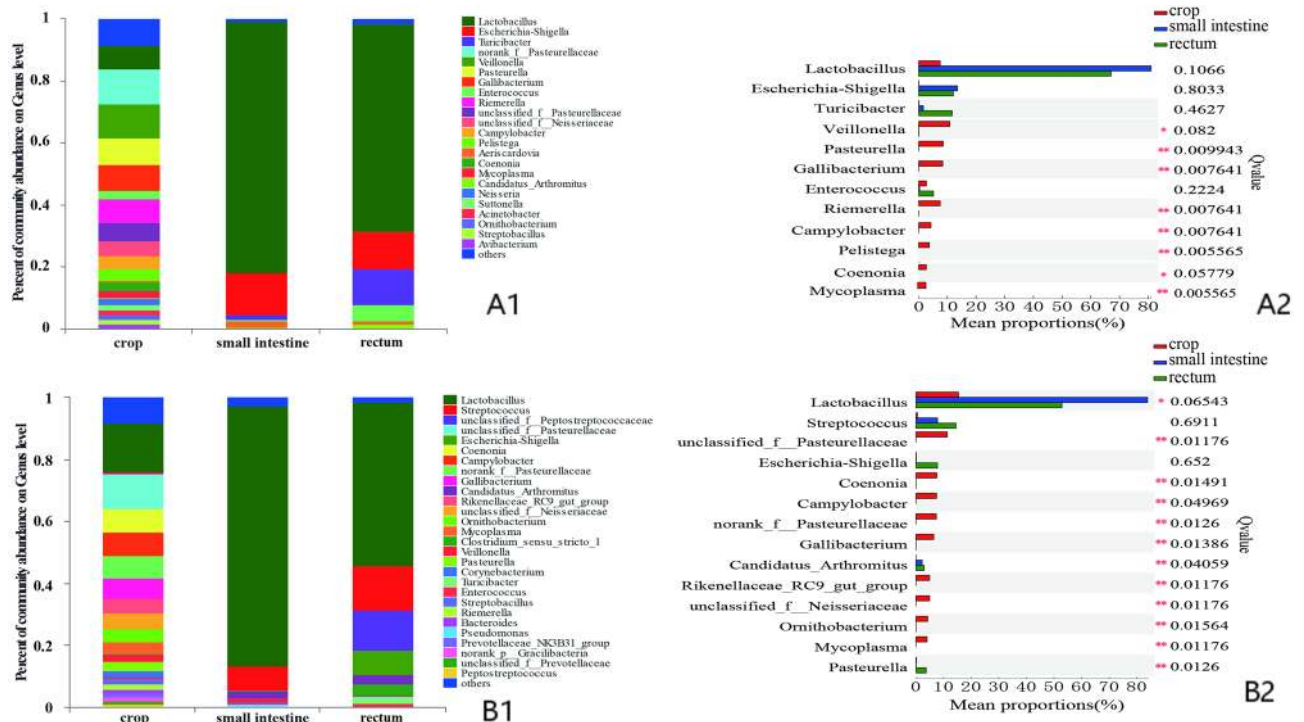 Percent of community abundance on Genus level
1
0.8
0.6
0.4
0.2
0
crop
small intestine
rectum
Lactobacillus
Escherichia-Shigella
Turicibacter
norank_f__Pasteurellaceae
Veillonella
Pasteurella
Gallibacterium
Enterococcus
Riemerella
unclassified_f__Pasteurellaceae
unclassified_f__Neisseriaceae
Campylobacter
Pelistega
Aeriscardovia
Coenonia
Mycoplasma
Candidatus_Arthromitus
Neisseria
Suttonella
Acinetobacter
Ornithobacterium
Streptobacillus
Avibacterium
others
A1
crop
small intestine
rectum
Lactobacillus 0.1066
Escherichia-Shigella 0.8033
Turicibacter 0.4627
Veillonella * 0.082
Pasteurella ** 0.009943
Gallibacterium ** 0.007641
Enterococcus 0.2224
Riemerella ** 0.007641
Campylobacter ** 0.007641
Pelistega ** 0.005565
Coenonia * 0.05779
Mycoplasma ** 0.005565
Qvalue
0 10 20 30 40 50 60 70 80
Mean proportions(%)
A2
Percent of community abundance on Genus level
1
0.8
0.6
0.4
0.2
0
crop
small intestine
rectum
Lactobacillus
Streptococcus
unclassified_f__Peptostreptococcaceae
unclassified_f__Pasteurellaceae
Escherichia-Shigella
Coenonia
Campylobacter
norank_f__Pasteurellaceae
Gallibacterium
Candidatus_Arthromitus
Rikenellaceae_RC9_gut_group
unclassified_f__Neisseriaceae
Ornithobacterium
Mycoplasma
Clostridium_sensu_stricto_1
Veillonella
Pasteurella
Corynebacterium
Turicibacter
Enterococcus
Streptobacillus
Riemerella
Bacteroides
Pseudomonas
Prevotellaceae_NK3B31_group
norank_p__Gracilibacteria
unclassified_f__Prevotellaceae
Peptostreptococcus
others
B1
crop
small intestine
rectum
Lactobacillus * 0.06543
Streptococcus 0.6911
unclassified_f__Pasteurellaceae ** 0.01176
Escherichia-Shigella 0.652
Coenonia ** 0.01491
Campylobacter ** 0.04969
norank_f__Pasteurellaceae ** 0.0126
Gallibacterium ** 0.01386
Candidatus_Arthromitus ** 0.04059
Rikenellaceae_RC9_gut_group ** 0.01176
unclassified_f__Neisseriaceae ** 0.01176
Ornithobacterium ** 0.01564
Mycoplasma ** 0.01176
Pasteurella ** 0.0126
Qvalue
0 10 20 30 40 50 60 70 80
Mean proportions(%)
B2